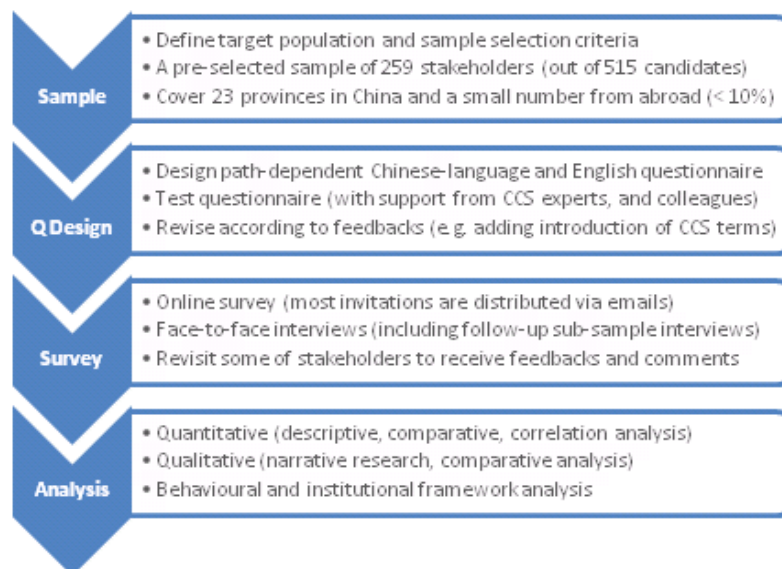 Sample
• Define target population and sample selection criteria
• A pre-selected sample of 259 stakeholders (out of 515 candidates)
• Cover 23 provinces in China and a small number from abroad (< 10%)
Q Design
• Design path-dependent Chinese-language and English questionnaire
• Test questionnaire (with support from CCS experts, and colleagues)
• Revise according to feedbacks (e.g. adding introduction of CCS terms)
Survey
• Online survey (most invitations are distributed via emails)
• Face-to-face interviews (including follow-up sub-sample interviews)
• Revisit some of stakeholders to receive feedbacks and comments
Analysis
• Quantitative (descriptive, comparative, correlation analysis)
• Qualitative (narrative research, comparative analysis)
• Behavioural and institutional framework analysis